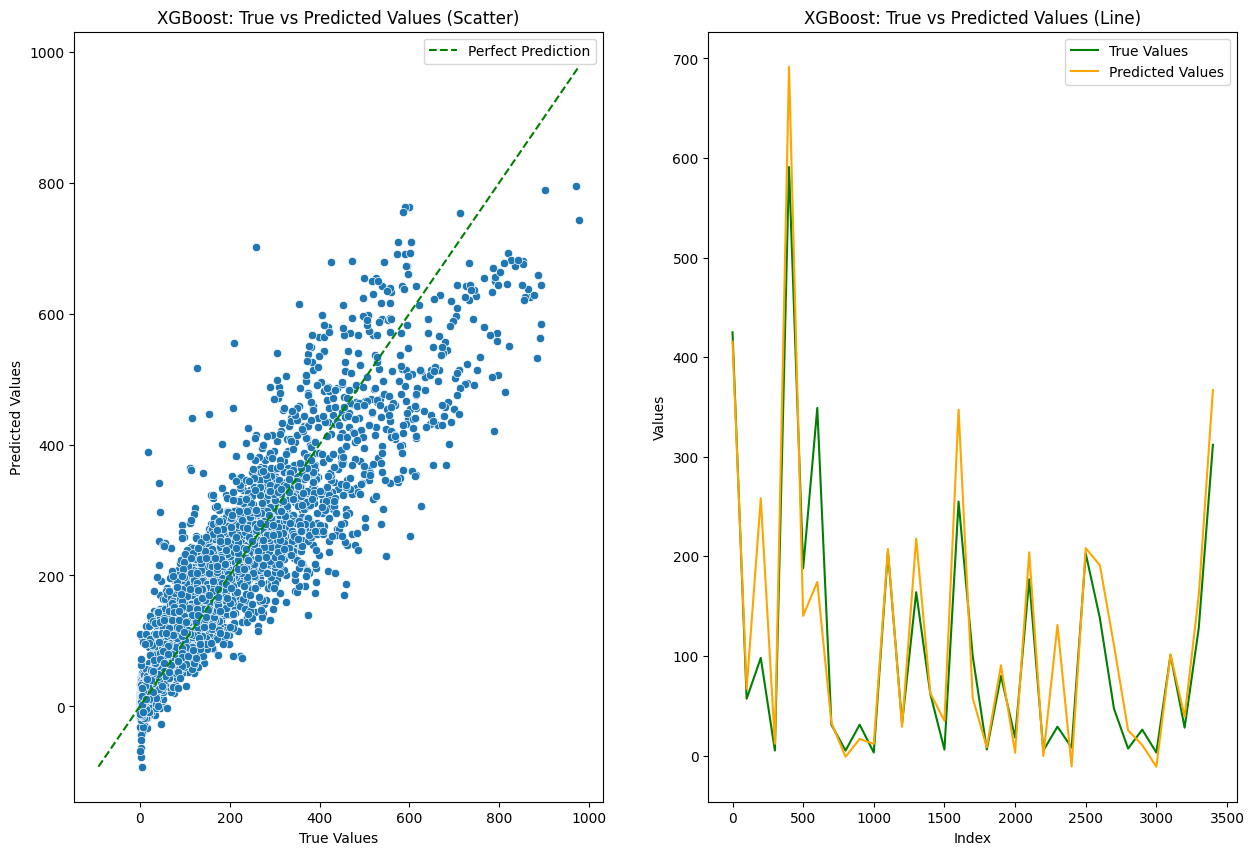 XGBoost: True vs Predicted Values (Scatter)
Perfect Prediction
1000
800
600
400
200
0
Predicted Values
0 200 400 600 800 1000
True Values
XGBoost: True vs Predicted Values (Line)
True Values
Predicted Values
700
600
500
400
300
200
100
0
Values
0 500 1000 1500 2000 2500 3000 3500
Index